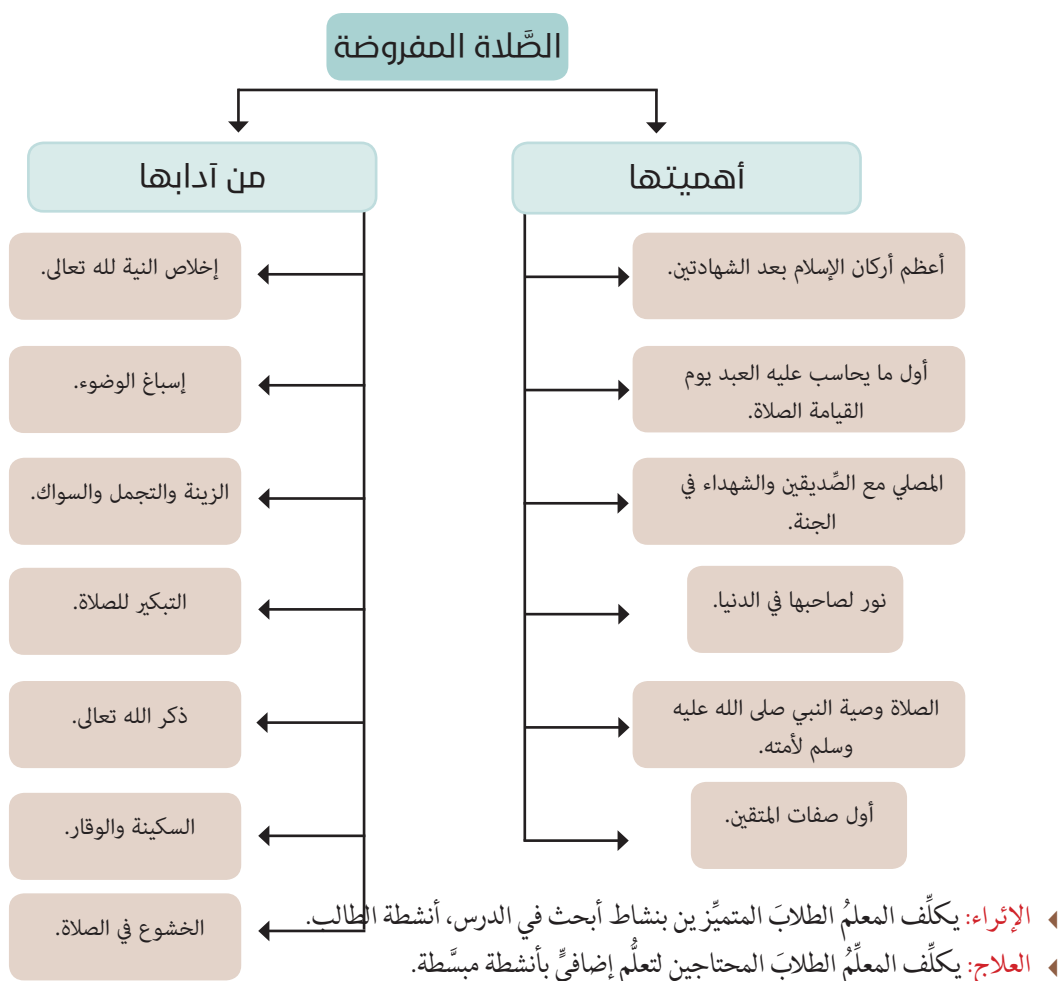 الصَّلاة المفروضة
أهميتها
أعظم أركان الإسلام بعد الشهادتين.
أول ما يحاسب عليه العبد يوم
القيامة الصلاة.
المصلي مع الصِّديقين والشهداء في
الجنة.
نور لصاحبها في الدنيا.
الصلاة وصية النبي صلى الله عليه
وسلم لأمته.
أول صفات المتقين.
من آدابها
إخلاص النية لله تعالى.
إسباغ الوضوء.
الزينة والتجمل والسواك.
التبكير للصلاة.
ذكر الله تعالى.
السكينة والوقار.
الخشوع في الصلاة.
الإثراء: يكلِّف المعلمُ الطلابَ المتميِّزين بنشاط أبحث في الدرس، أنشطة الطالب.
العلاج: يكلِّف المعلِّمُ الطلابَ المحتاجين لتعلُّم إضافيٍّ بأنشطة مبسَّطة.